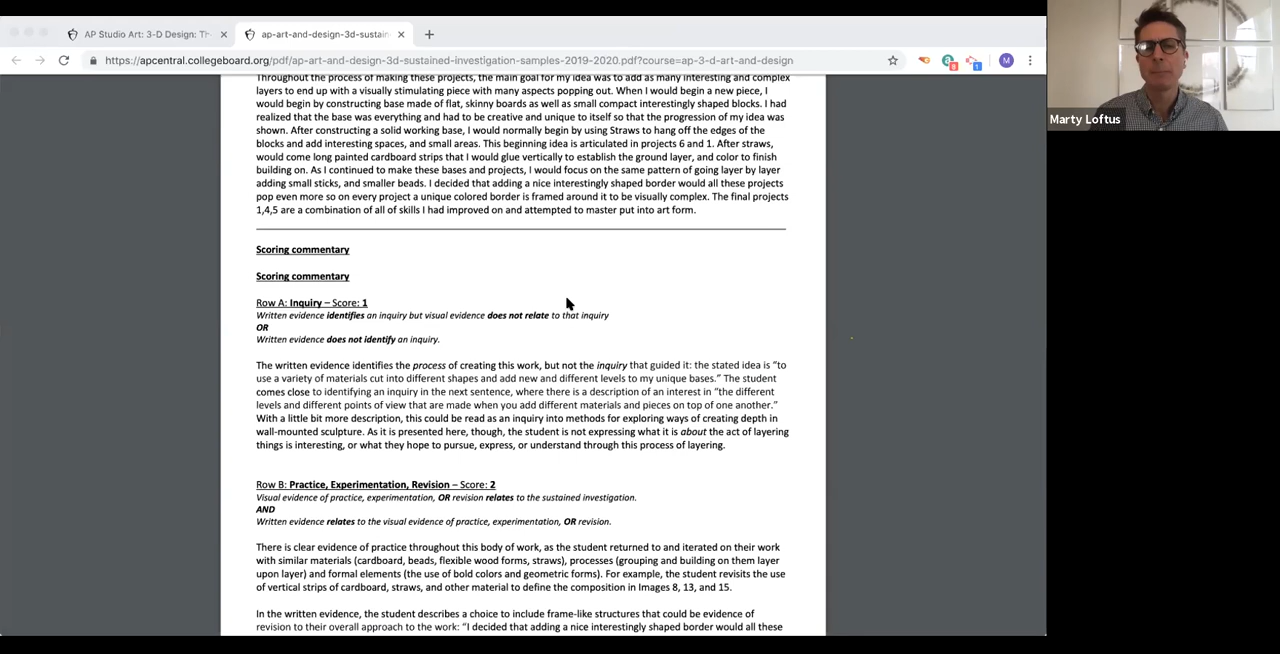 AP Studio Art: 3-D Design: Th
ap-art-and-design-3d-sustain
https://apcentral.collegeboard.org/pdf/ap-art-and-design-3d-sustained-investigation-samples-2019-2020.pdf?course=ap-3-d-art-and-design
8
1
M
Marty Loftus
Throughout the process of making these projects, the main goal for my idea was to add as many interesting and complex
layers to end up with a visually stimulating piece with many aspects popping out. When I would begin a new piece, I
would begin by constructing base made of flat, skinny boards as well as small compact interestingly shaped blocks. I had
realized that the base was everything and had to be creative and unique to itself so that the progression of my idea was
shown. After constructing a solid working base, I would normally begin by using Straws to hang off the edges of the
blocks and add interesting spaces, and small areas. This beginning idea is articulated in projects 6 and 1. After straws,
would come long painted cardboard strips that I would glue vertically to establish the ground layer, and color to finish
building on. As I continued to make these bases and projects, I would focus on the same pattern of going layer by layer
adding small sticks, and smaller beads. I decided that adding a nice interestingly shaped border would all these projects
pop even more so on every project a unique colored border is framed around it to be visually complex. The final projects
1,4,5 are a combination of all of skills I had improved on and attempted to master put into art form.
Scoring commentary
Scoring commentary
Row A: Inquiry – Score: 1
Written evidence identifies an inquiry but visual evidence does not relate to that inquiry
OR
Written evidence does not identify an inquiry.
The written evidence identifies the process of creating this work, but not the inquiry that guided it: the stated idea is “to
use a variety of materials cut into different shapes and add new and different levels to my unique bases.” The student
comes close to identifying an inquiry in the next sentence, where there is a description of an interest in “the different
levels and different points of view that are made when you add different materials and pieces on top of one another.”
With a little bit more description, this could be read as an inquiry into methods for exploring ways of creating depth in
wall-mounted sculpture. As it is presented here, though, the student is not expressing what it is about the act of layering
things is interesting, or what they hope to pursue, express, or understand through this process of layering.
Row B: Practice, Experimentation, Revision – Score: 2
Visual evidence of practice, experimentation, OR revision relates to the sustained investigation.
AND
Written evidence relates to the visual evidence of practice, experimentation, OR revision.
There is clear evidence of practice throughout this body of work, as the student returned to and iterated on their work
with similar materials (cardboard, beads, flexible wood forms, straws), processes (grouping and building on them layer
upon layer) and formal elements (the use of bold colors and geometric forms). For example, the student revisits the use
of vertical strips of cardboard, straws, and other material to define the composition in Images 8, 13, and 15.
In the written evidence, the student describes a choice to include frame-like structures that could be evidence of
revision to their overall approach to the work: “I decided that adding a nice interestingly shaped border would all these